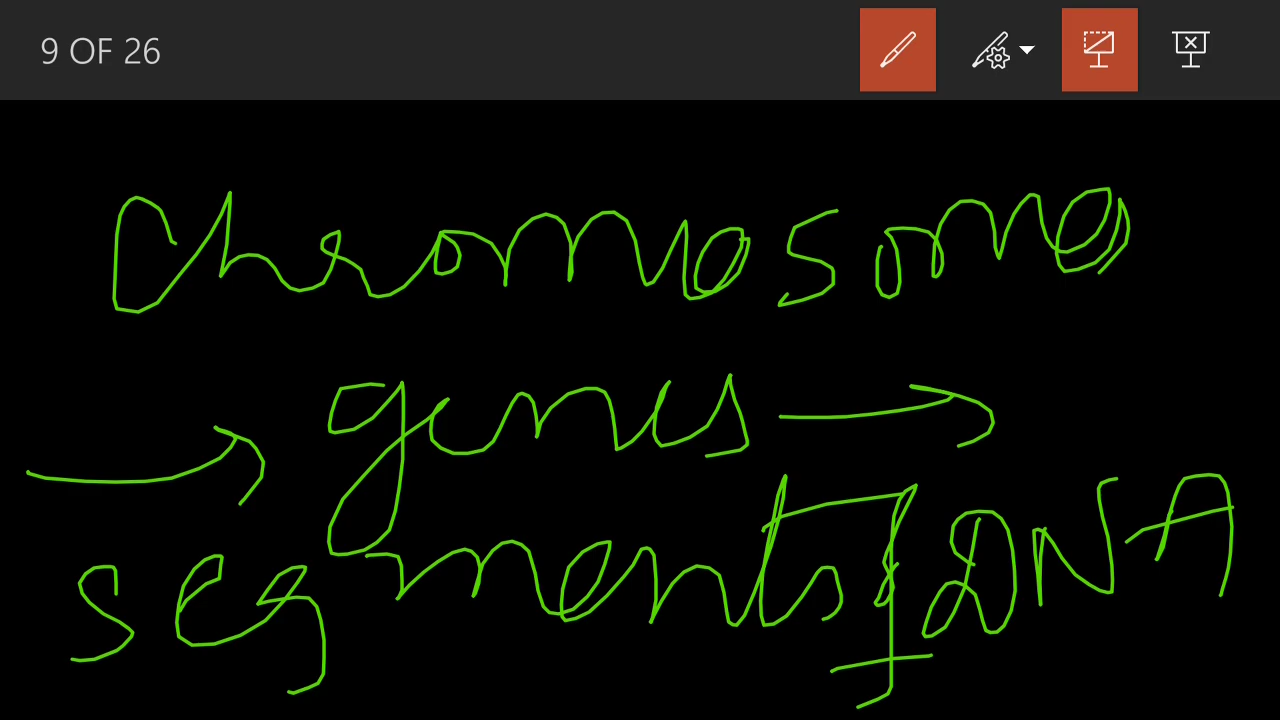 9 OF 26
Chromosome
→ genes →
segments of DNA